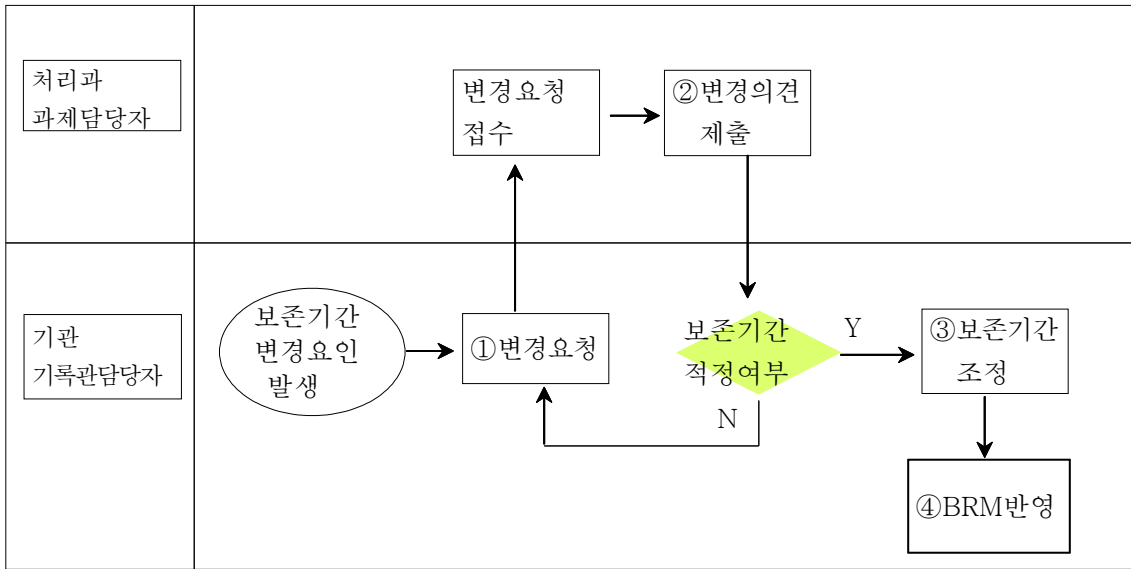 처리과
과제담당자
변경요청
접수
②변경의견
제출
기관
기록관담당자
보존기간
변경요인
발생
①변경요청
보존기간
적정여부
Y
N
③보존기간
조정
④BRM반영